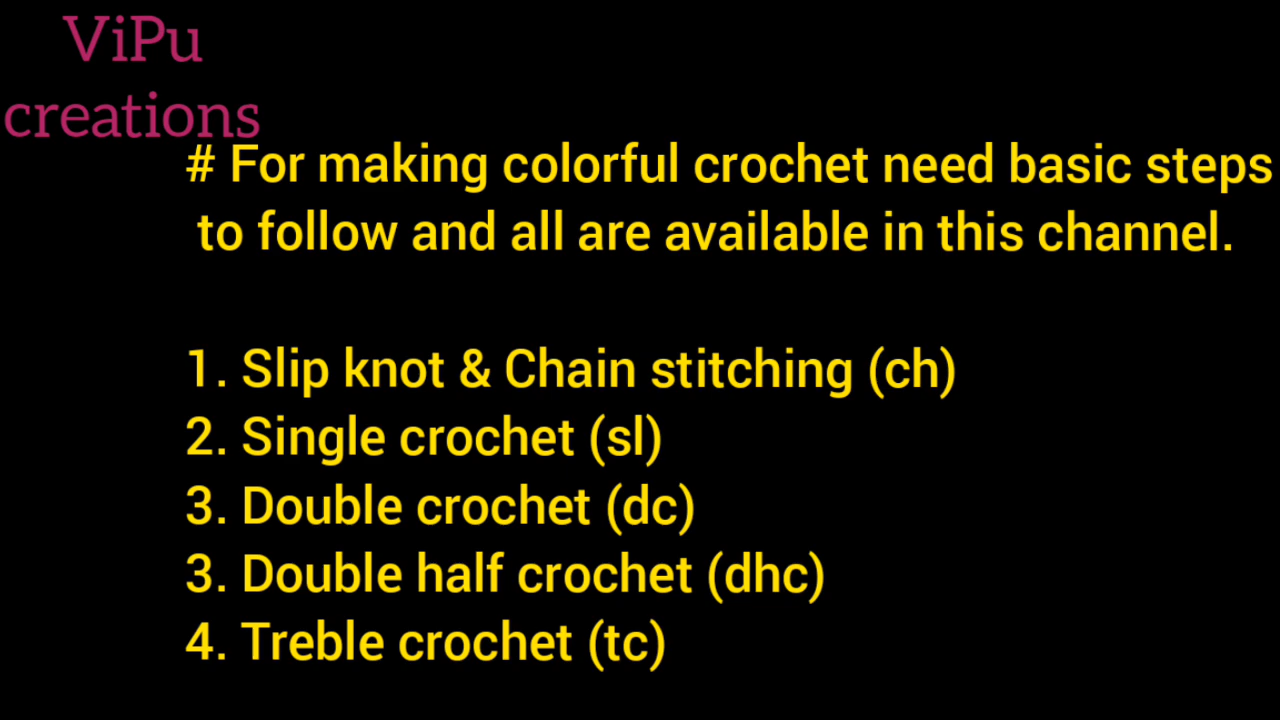 ViPu
creations
# For making colorful crochet need basic steps
to follow and all are available in this channel.
1. Slip knot & Chain stitching (ch)
2. Single crochet (sl)
3. Double crochet (dc)
3. Double half crochet (dhc)
4. Treble crochet (tc)